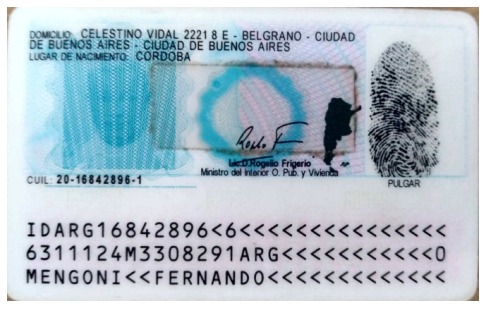 DOMICILIO: CELESTINO VIDAL 2221 8 E - BELGRANO - CIUDAD
DE BUENOS AIRES - CIUDAD DE BUENOS AIRES
LUGAR DE NACIMIENTO: CÓRDOBA
Lic.D.Rogelio Frigerio
Ministro del Interior O. Pub. y Vivienda
CUIL: 20-16842896-1
PULGAR
IDARG16842896<6<<<<<<<<<<<<<<<
6311124M3308291ARG<<<<<<<<<<<0
MENGONI<<FERNANDO<<<<<<<<<<<<<